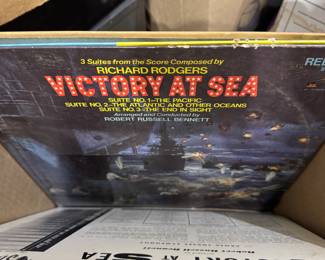 3 Suites from the Score Composed by
RICHARD RODGERS
VICTORY AT SEA
SUITE NO. 1—THE PACIFIC
SUITE NO. 2—THE ATLANTIC AND OTHER OCEANS
SUITE NO. 3—THE END IN SIGHT
Arranged and Conducted by
ROBERT RUSSELL BENNETT
SEA